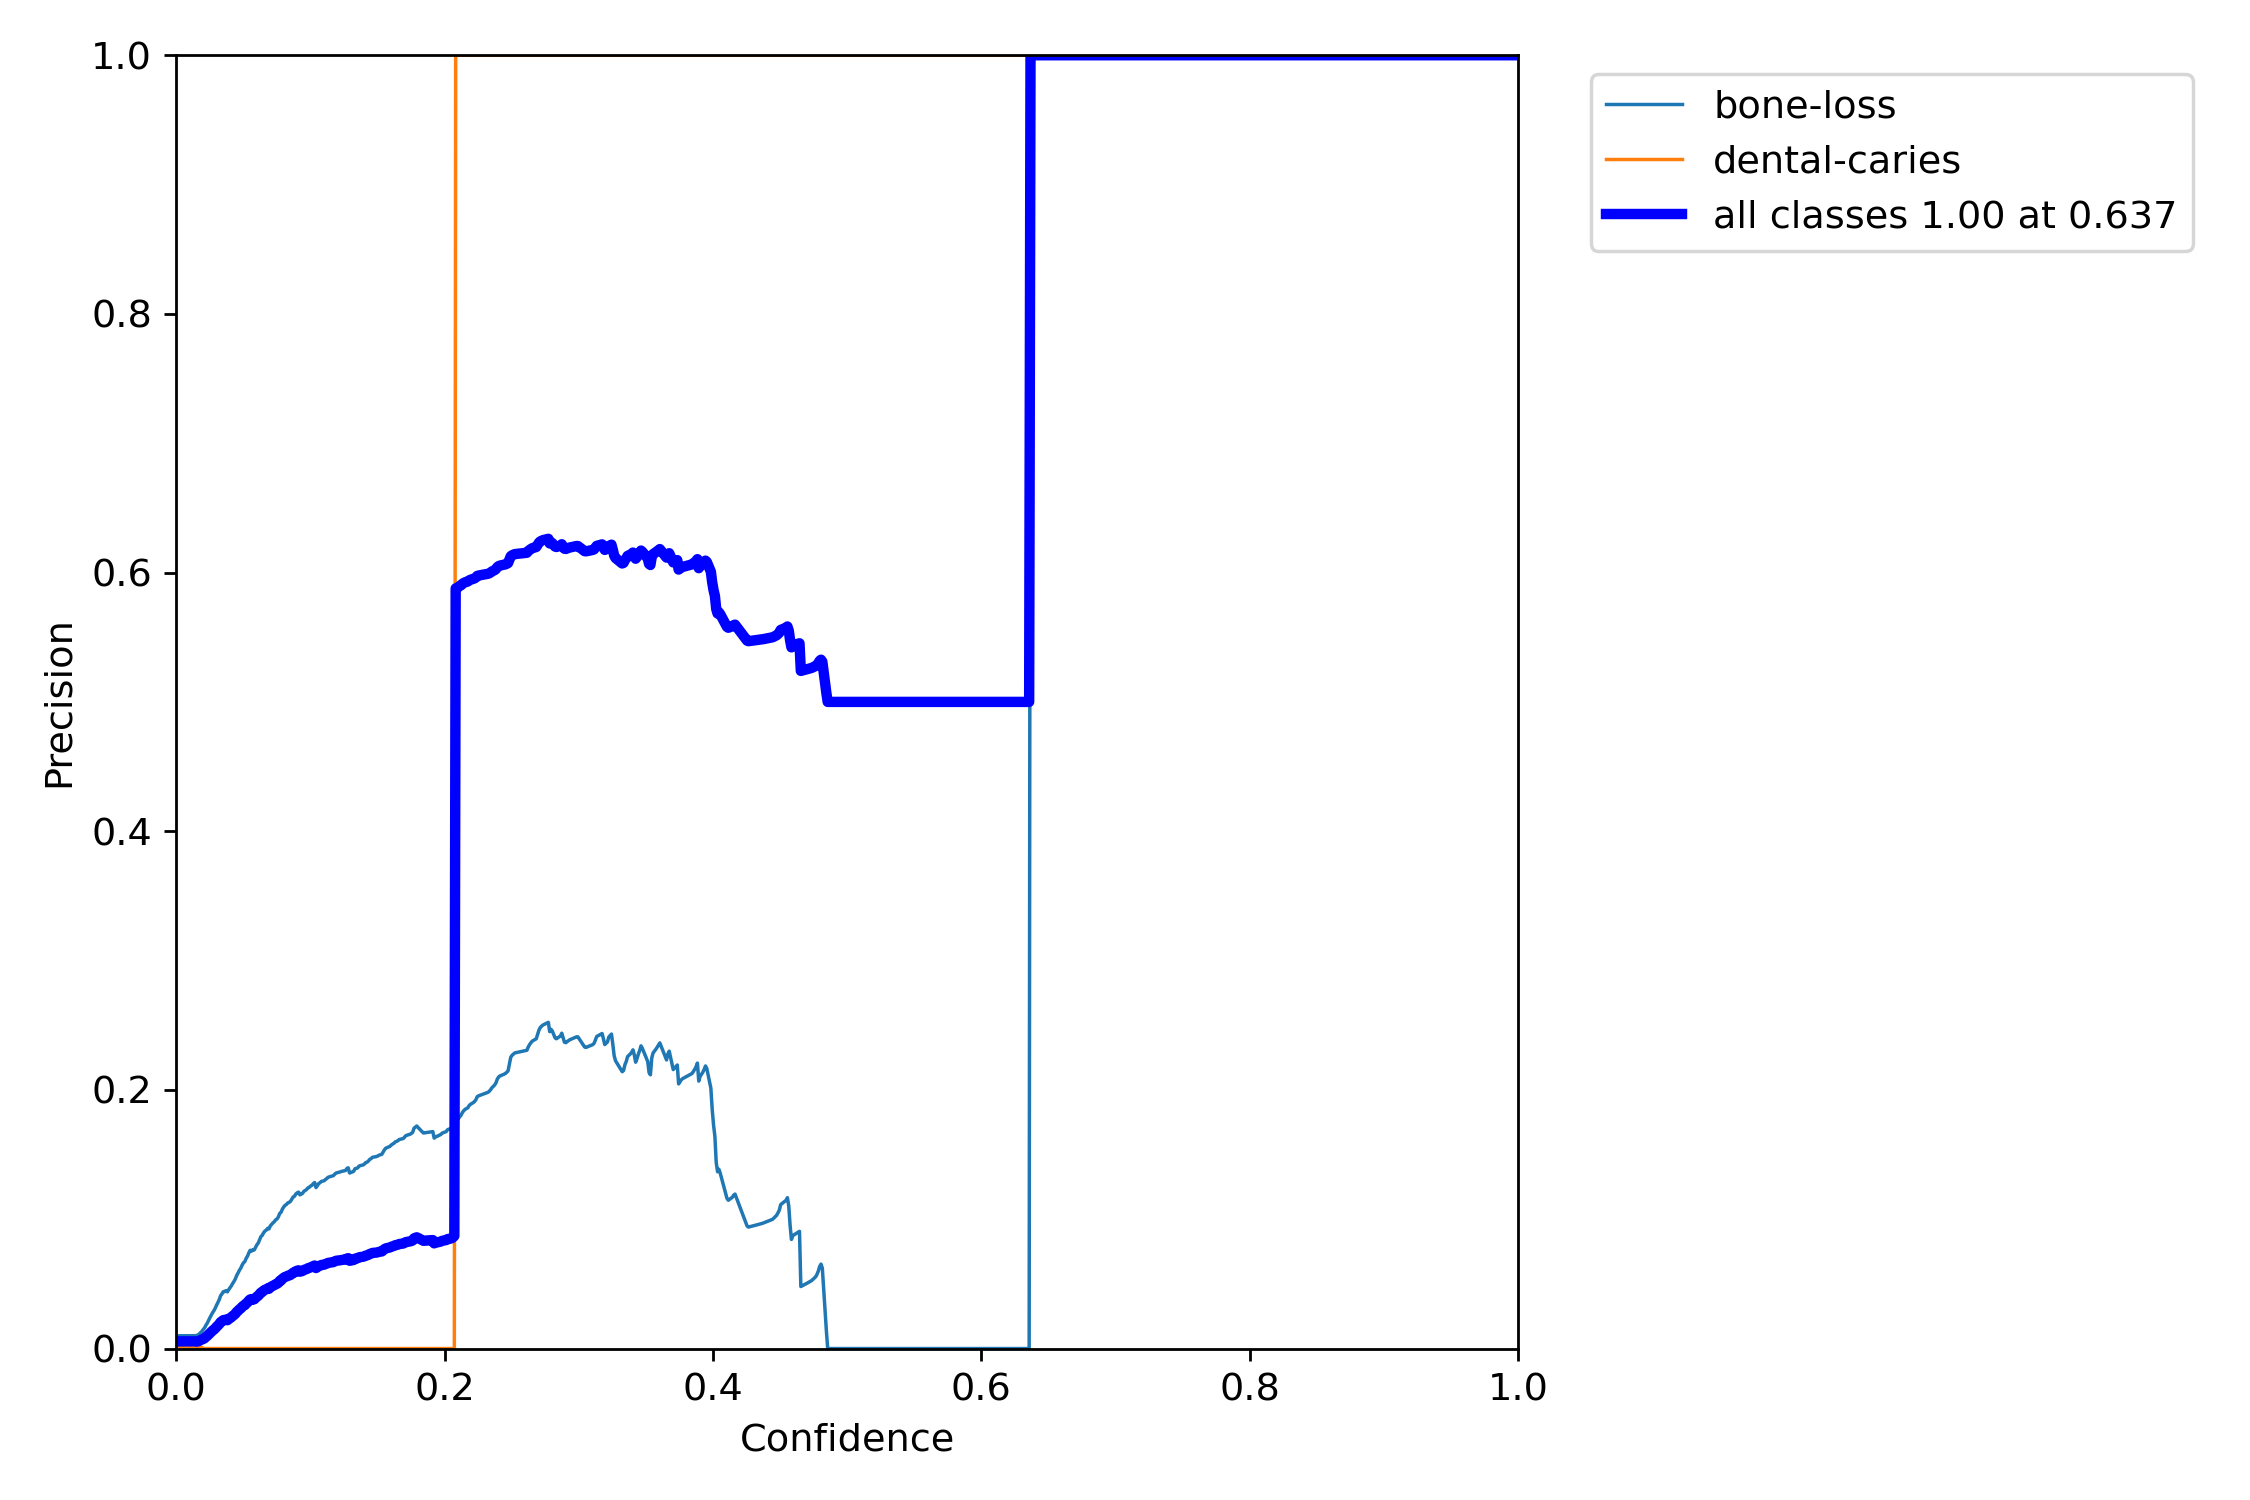 1.0
0.8
0.6
0.4
0.2
0.0
Precision
0.0 0.2 0.4 0.6 0.8 1.0
Confidence
bone-loss
dental-caries
all classes 1.00 at 0.637